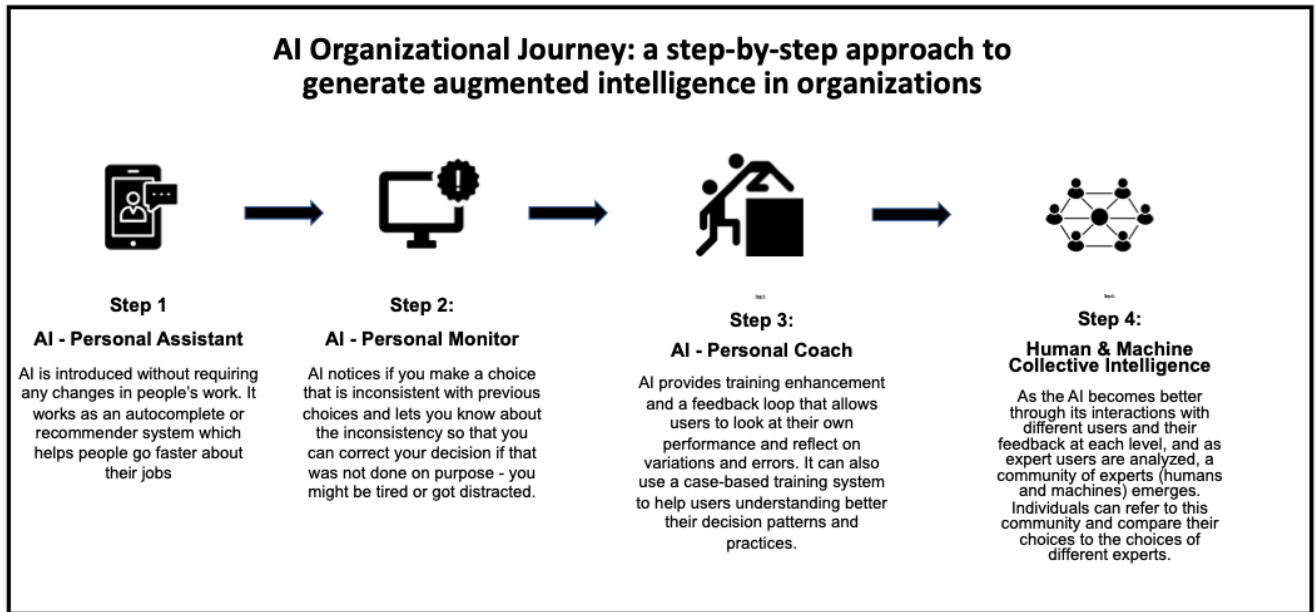 AI Organizational Journey: a step-by-step approach to
generate augmented intelligence in organizations
Step 1
AI - Personal Assistant
AI is introduced without requiring
any changes in people's work. It
works as an autocomplete or
recommender system which
helps people go faster about
their jobs
Step 2:
AI - Personal Monitor
AI notices if you make a choice
that is inconsistent with previous
choices and lets you know about
the inconsistency so that you
can correct your decision if that
was not done on purpose - you
might be tired or got distracted.
Step 3:
AI - Personal Coach
AI provides training enhancement
and a feedback loop that allows
users to look at their own
performance and reflect on
variations and errors. It can also
use a case-based training system
to help users understanding better
their decision patterns and
practices.
Step 4:
Human & Machine
Collective Intelligence
As the AI becomes better
through its interactions with
different users and their
feedback at each level, and as
expert users are analyzed, a
community of experts (humans
and machines) emerges.
Individuals can refer to this
community and compare their
choices to the choices of
different experts.